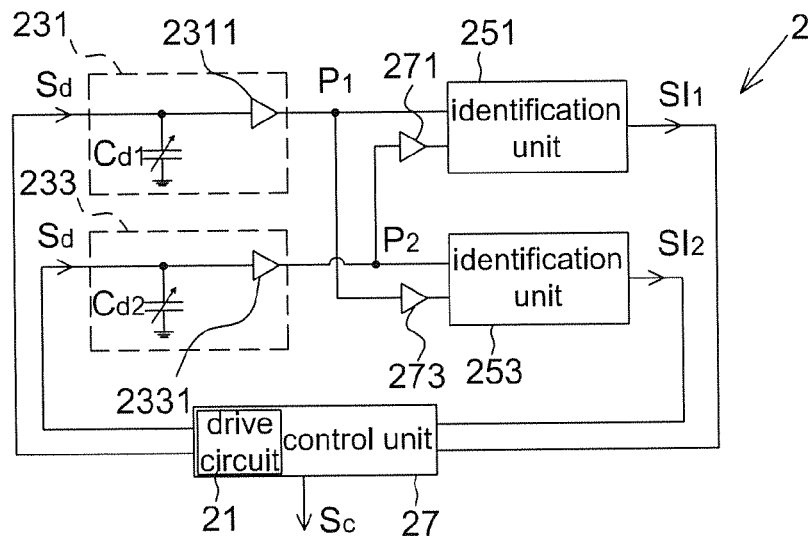 231
2311
2
Sd
P1
271
251
identification
unit
SI1
Cd1
233
Sd
P2
identification
unit
SI2
Cd2
2331
273
253
drive
circuit
control unit
21
Sc
27